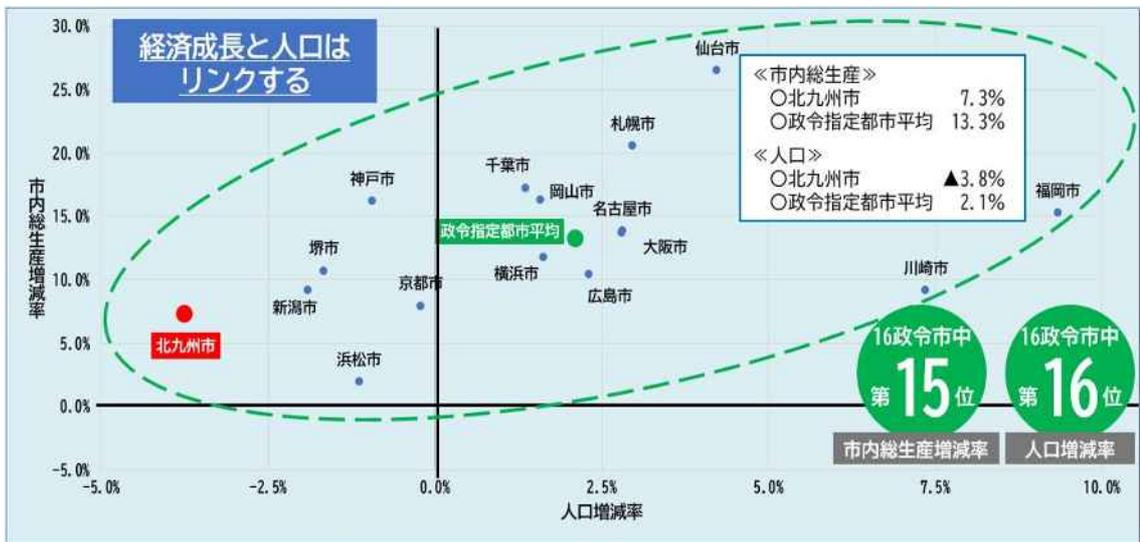 経済成長と人口は
リンクする
≪市内総生産≫
〇北九州市 7.3%
〇政令指定都市平均 13.3%
≪人口≫
〇北九州市 ▲3.8%
〇政令指定都市平均 2.1%
市内総生産増減率
30.0%
25.0%
20.0%
15.0%
10.0%
5.0%
0.0%
-5.0%
仙台市
札幌市
千葉市
岡山市
神戸市
名古屋市
福岡市
政令指定都市平均
大阪市
堺市
横浜市
川崎市
京都市
広島市
新潟市
北九州市
浜松市
16政令市中
第15位
市内総生産増減率
16政令市中
第16位
人口増減率
-5.0%
-2.5%
0.0%
2.5%
5.0%
7.5%
10.0%
人口増減率